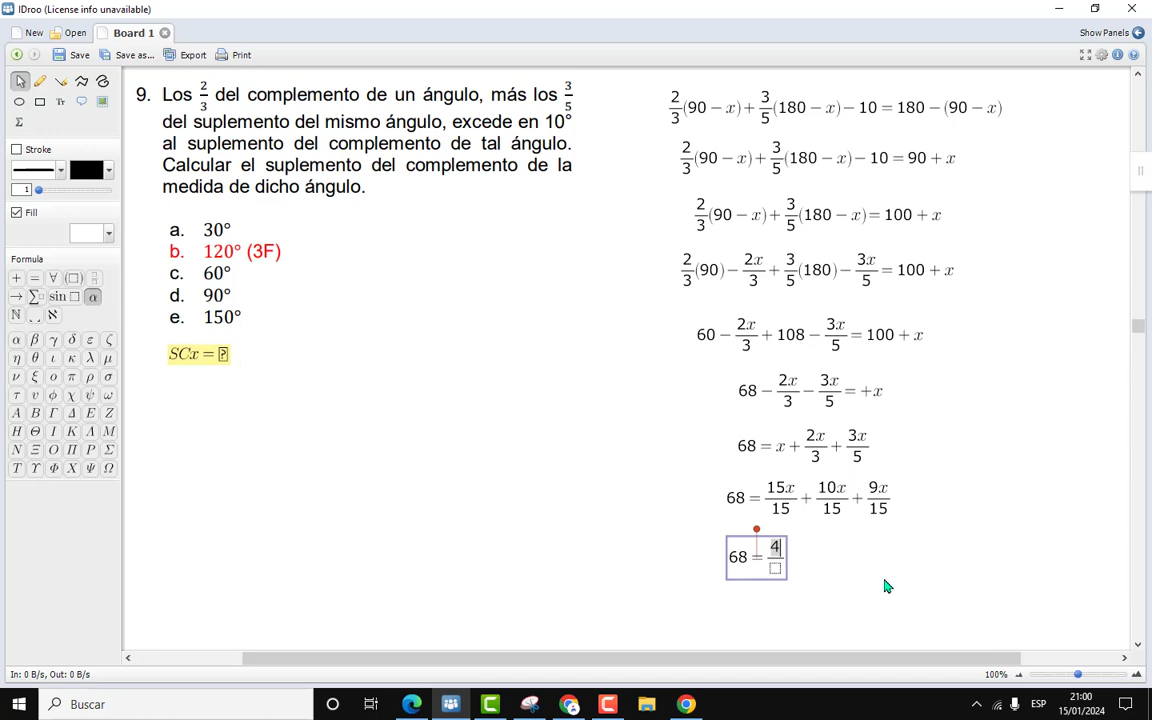 IDroo (License info unavailable)
New Open Board 1 Show Panels
Save Save as... Export Print
Tr
Σ
Stroke
1
Fill
Formula
+ = ∀ (□)
→ ∑ sin □ α
ℕ ℵ
α β γ δ ε ζ
η θ ι κ λ μ
ν ξ ο π ρ σ
τ υ φ χ ψ ω
Α Β Γ Δ Ε Ζ
Η Θ Ι Κ Λ Μ
Ν Ξ Ο Π Ρ Σ
Τ Υ Φ Χ Ψ Ω
9. Los 2/3 del complemento de un ángulo, más los 3/5
del suplemento del mismo ángulo, excede en 10°
al suplemento del complemento de tal ángulo.
Calcular el suplemento del complemento de la
medida de dicho ángulo.
a. 30°
b. 120° (3F)
c. 60°
d. 90°
e. 150°
SCx = ?
2/3(90 − x) + 3/5(180 − x) − 10 = 180 − (90 − x)
2/3(90 − x) + 3/5(180 − x) − 10 = 90 + x
2/3(90 − x) + 3/5(180 − x) = 100 + x
2/3(90) − 2x/3 + 3/5(180) − 3x/5 = 100 + x
60 − 2x/3 + 108 − 3x/5 = 100 + x
68 − 2x/3 − 3x/5 = +x
68 = x + 2x/3 + 3x/5
68 = 15x/15 + 10x/15 + 9x/15
68 = 4/□
In: 0 B/s, Out: 0 B/s 100%
Buscar ESP 21:00
15/01/2024